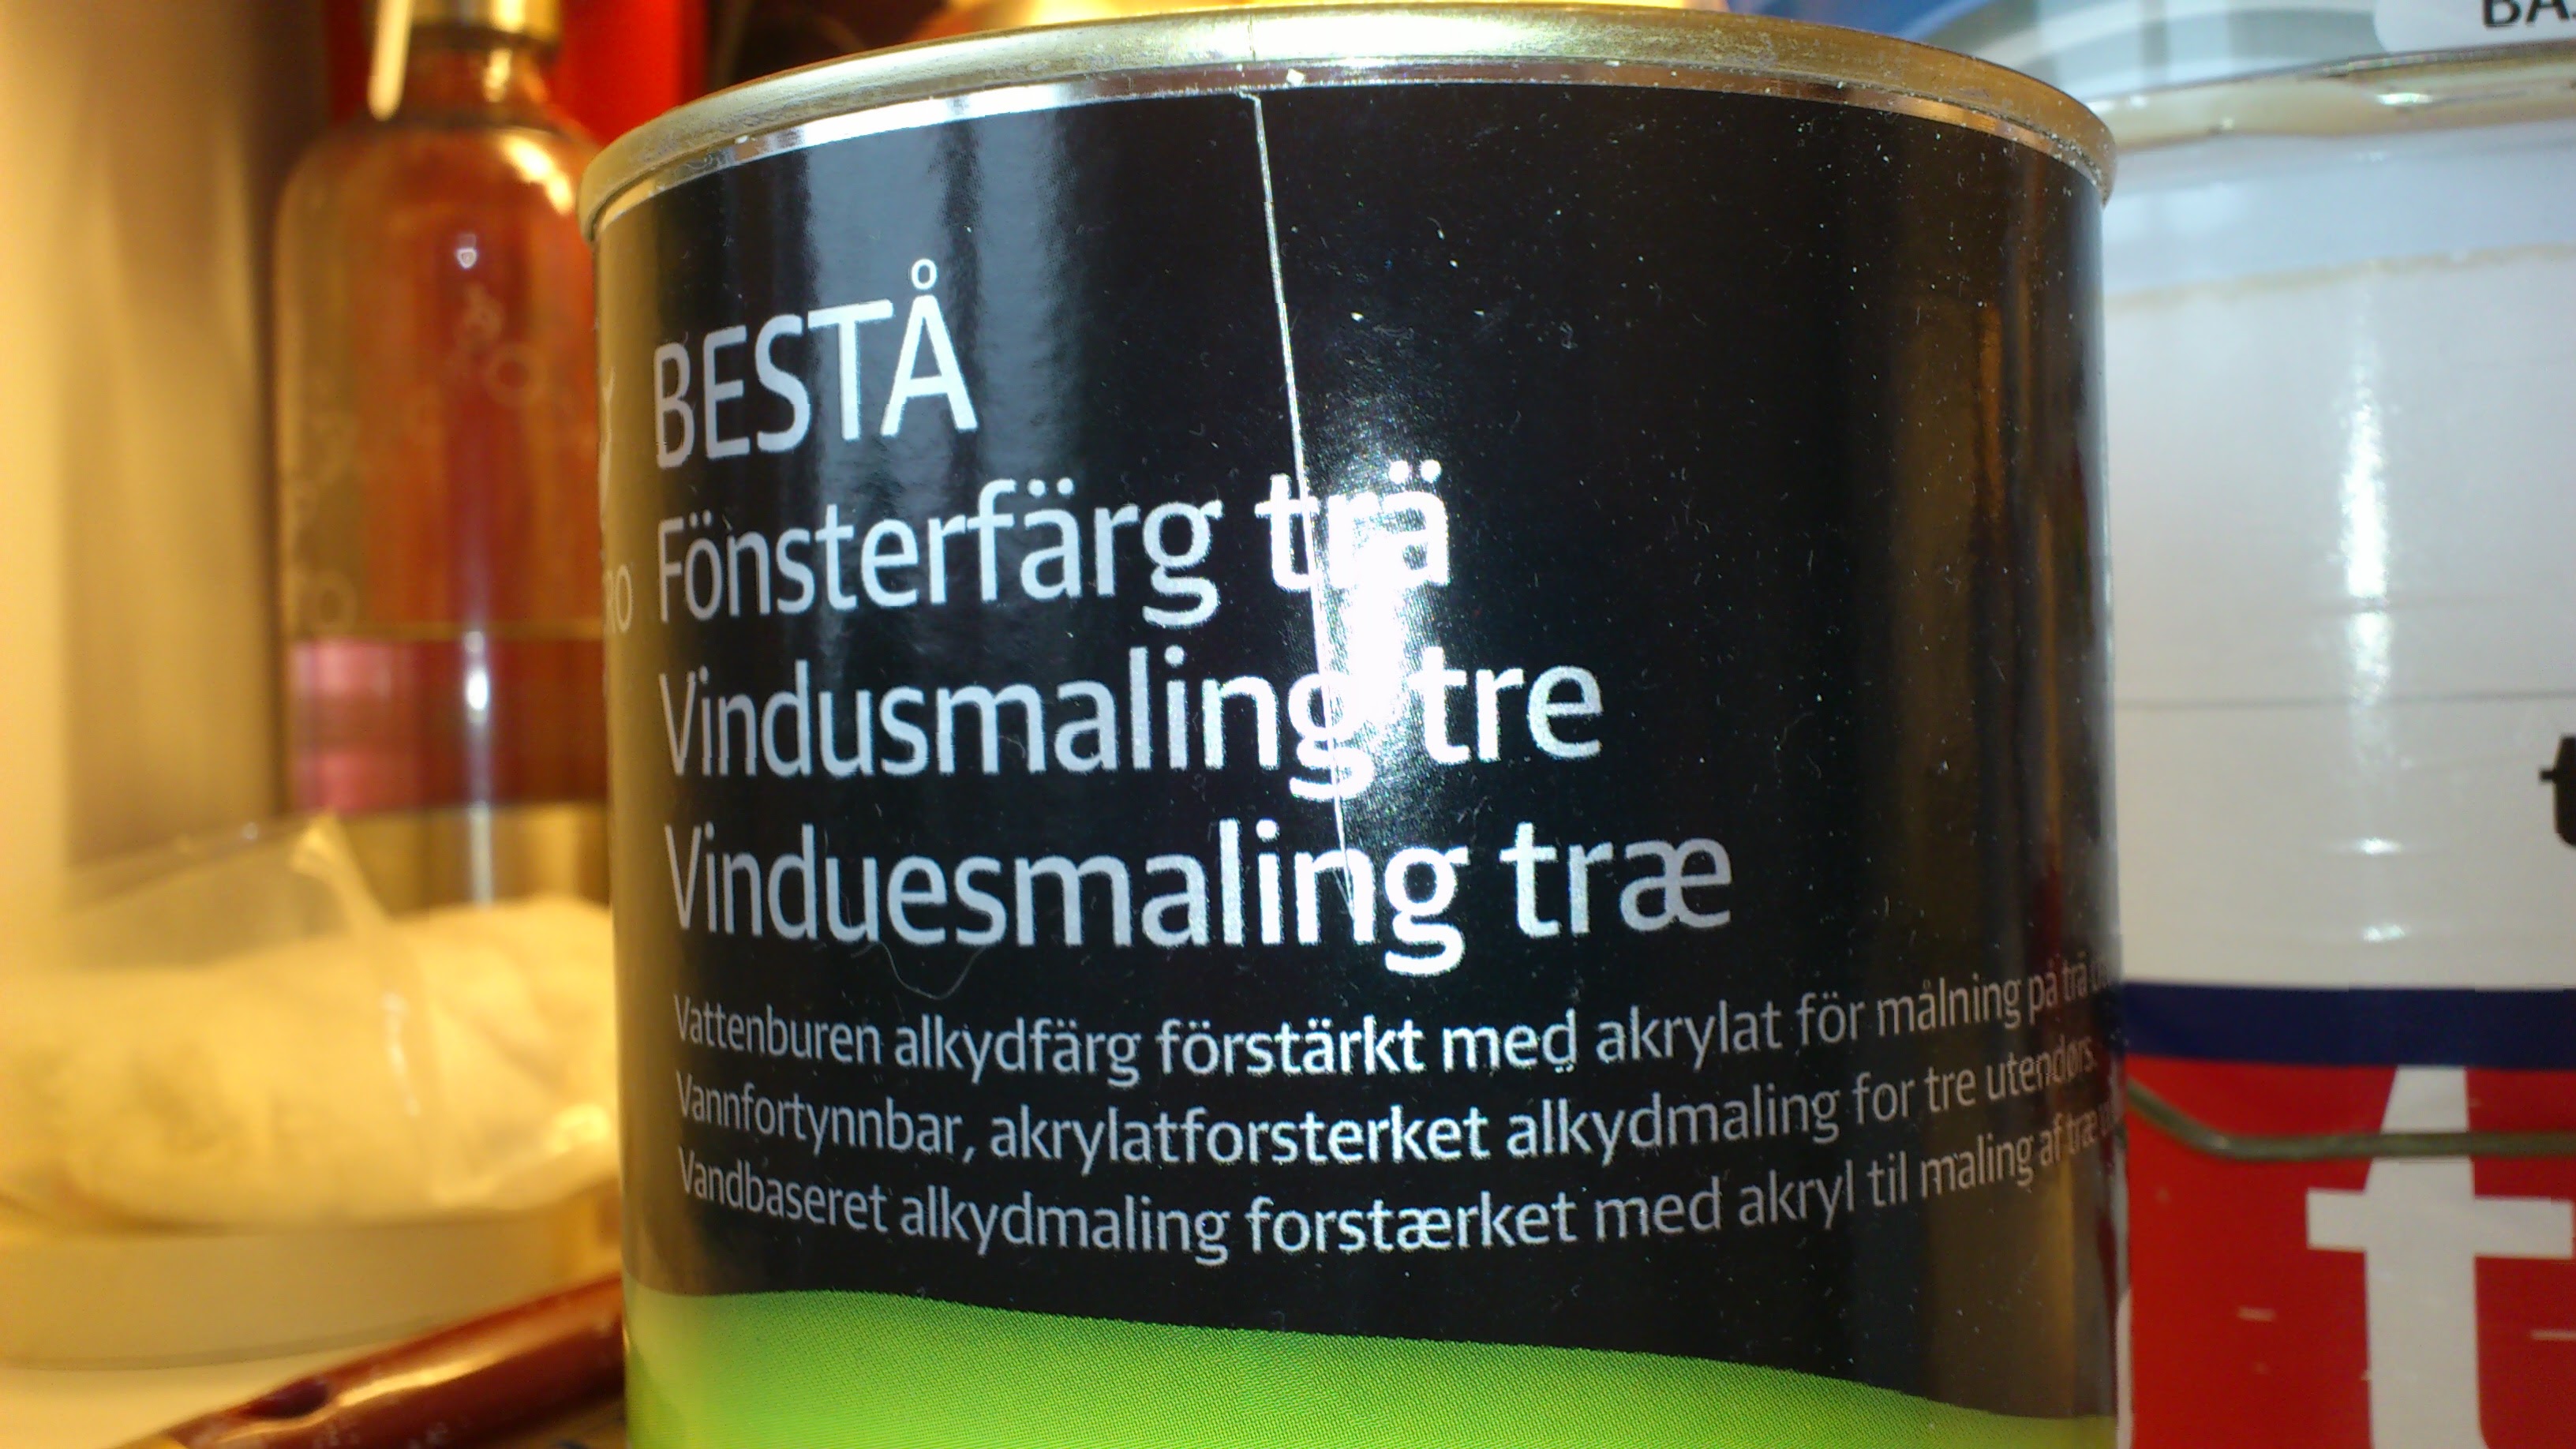 BESTÅ
Fönsterfärg trä
Vindusmaling tre
Vinduesmaling træ
Vattenburen alkydfärg förstärkt med akrylat för målning på trä
Vannfortynnbar, akrylatforsterket alkydmaling for tre utendørs.
Vandbaseret alkydmaling forstærket med akryl til maling af træ